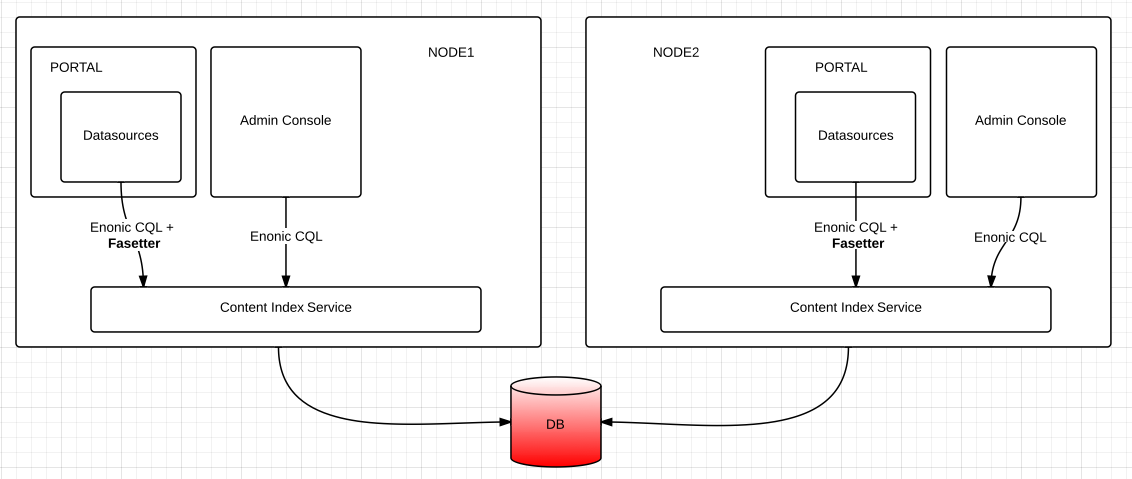 NODE1
PORTAL
Datasources
Admin Console
Enonic CQL +
Fasetter
Enonic CQL
Content Index Service
NODE2
PORTAL
Datasources
Admin Console
Enonic CQL +
Fasetter
Enonic CQL
Content Index Service
DB